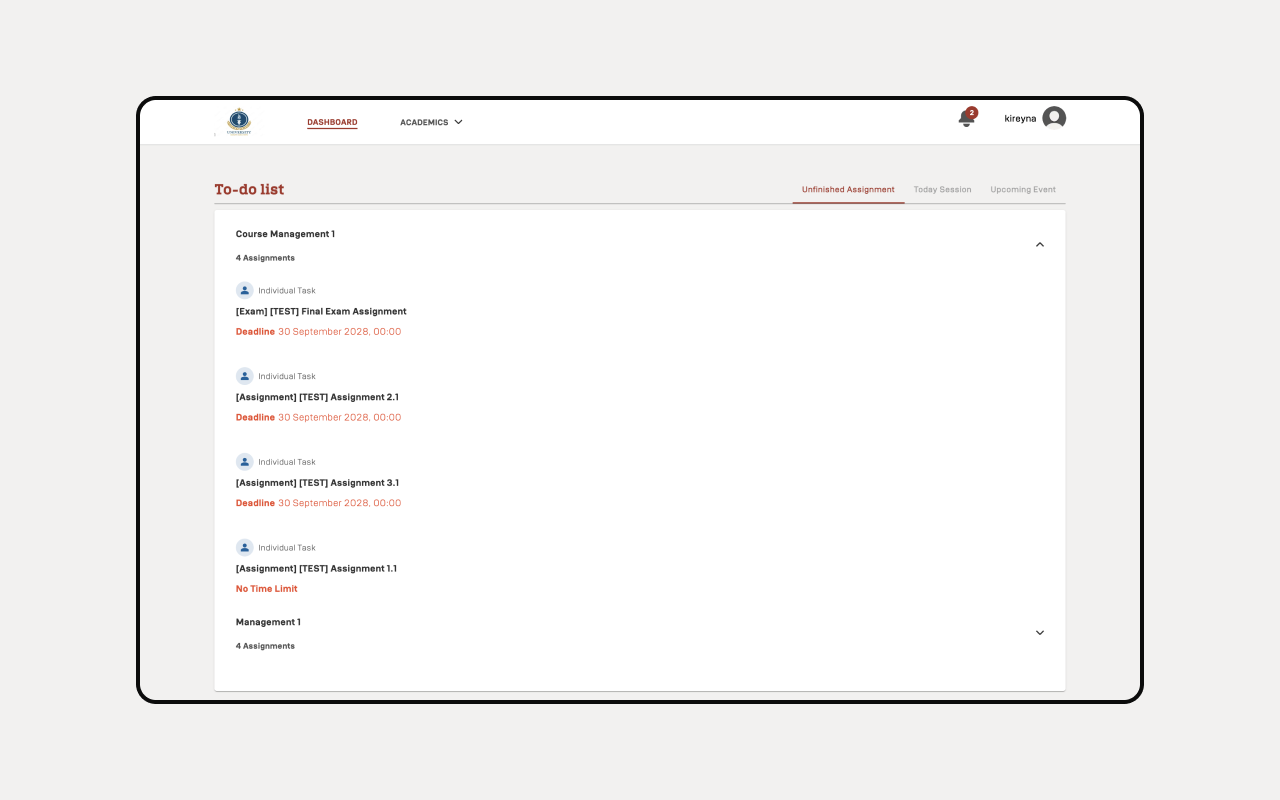 UNIVERSITY
DASHBOARD
ACADEMICS
2
kireyna
To-do list
Unfinished Assignment
Today Session
Upcoming Event
Course Management 1
4 Assignments
Individual Task
[Exam] [TEST] Final Exam Assignment
Deadline 30 September 2028, 00:00
Individual Task
[Assignment] [TEST] Assignment 2.1
Deadline 30 September 2028, 00:00
Individual Task
[Assignment] [TEST] Assignment 3.1
Deadline 30 September 2028, 00:00
Individual Task
[Assignment] [TEST] Assignment 1.1
No Time Limit
Management 1
4 Assignments